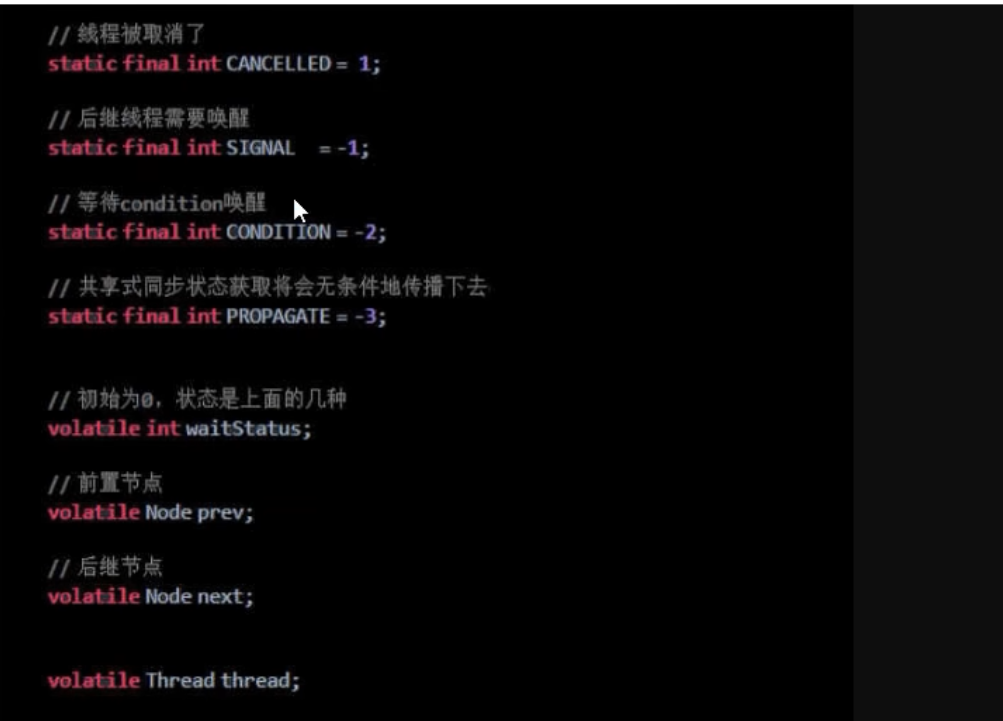 // 线程被取消了
static final int CANCELLED = 1;
// 后继线程需要唤醒
static final int SIGNAL = -1;
// 等待condition唤醒
static final int CONDITION = -2;
// 共享式同步状态获取将会无条件地传播下去
static final int PROPAGATE = -3;
// 初始为0，状态是上面的几种
volatile int waitStatus;
// 前置节点
volatile Node prev;
// 后继节点
volatile Node next;
volatile Thread thread;